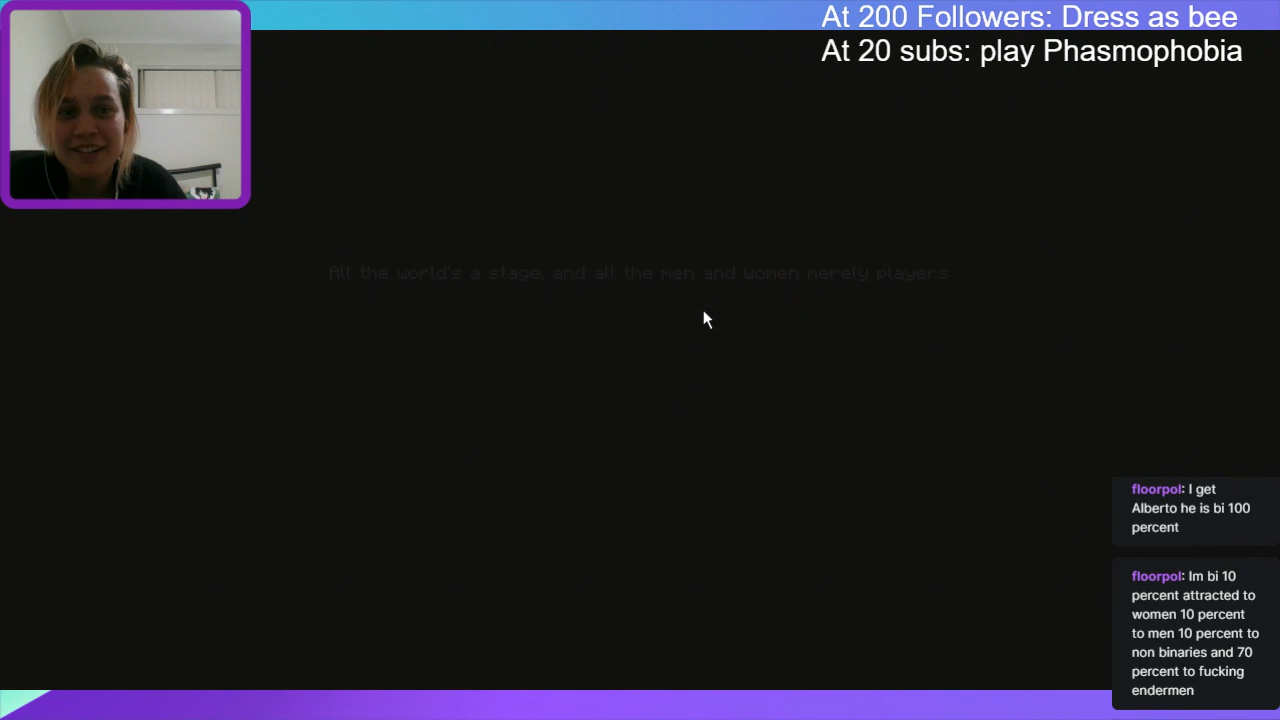 At 200 Followers: Dress as bee
At 20 subs: play Phasmophobia
All the world's a stage, and all the men and women merely players
floorpol: I get
Alberto he is bi 100
percent
floorpol: Im bi 10
percent attracted to
women 10 percent
to men 10 percent to
non binaries and 70
percent to fucking
endermen